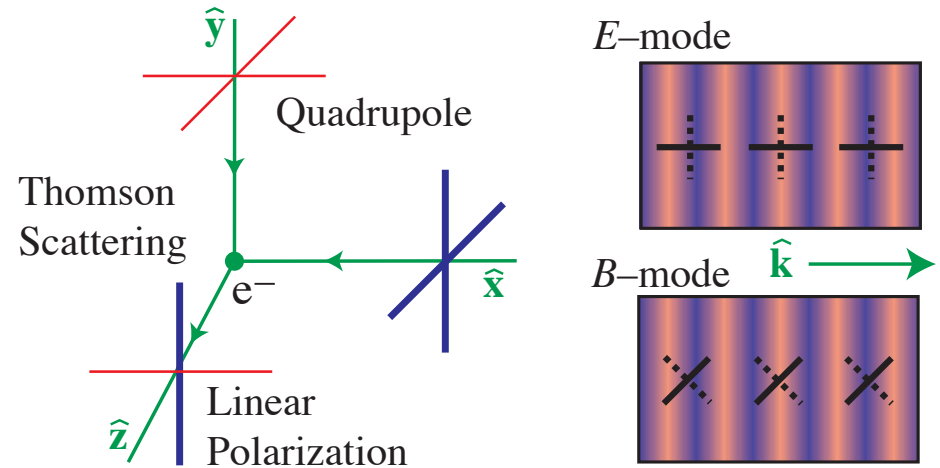 ŷ
Quadrupole
Thomson
Scattering
e⁻
x̂
Linear
Polarization
ẑ
E–mode
k̂
B–mode